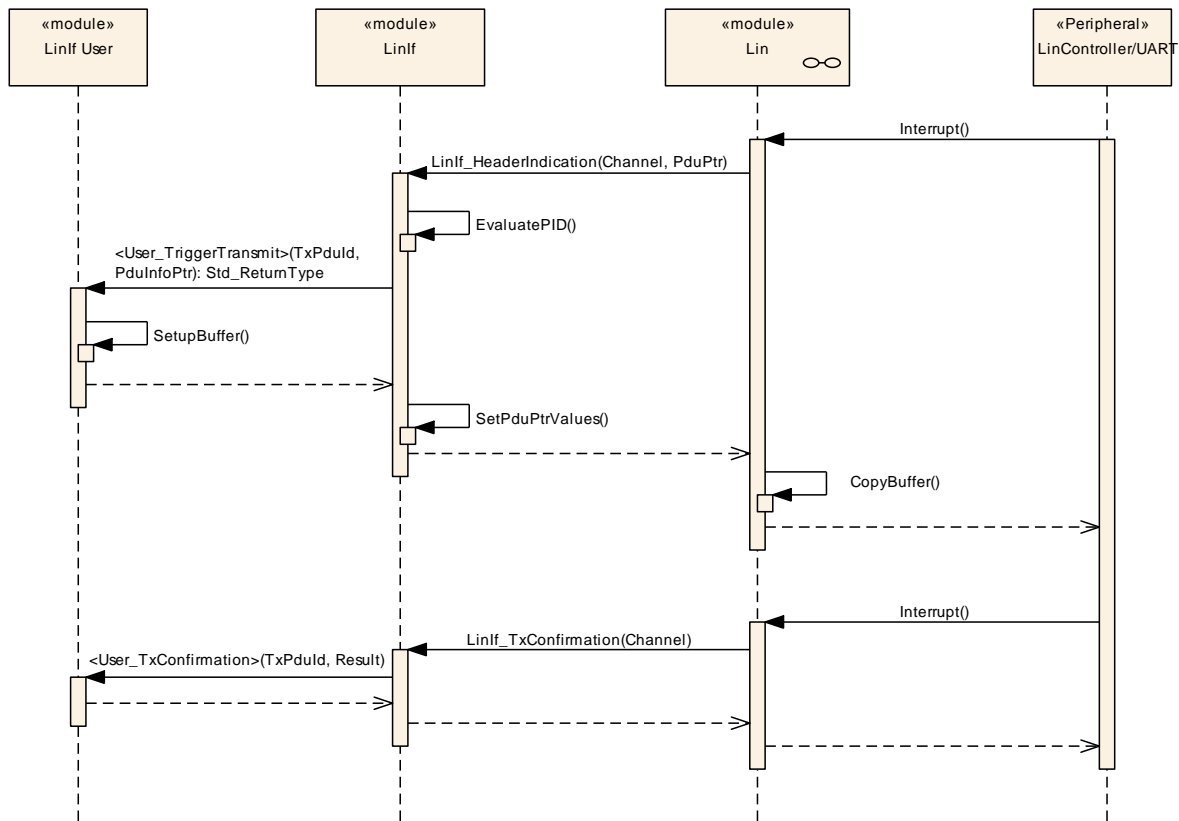 «module»
LinIf User
«module»
LinIf
«module»
Lin
«Peripheral»
LinController/UART
Interrupt()
LinIf_HeaderIndication(Channel, PduPtr)
EvaluatePID()
<User_TriggerTransmit>(TxPduId,
PduInfoPtr): Std_ReturnType
SetupBuffer()
SetPduPtrValues()
CopyBuffer()
Interrupt()
LinIf_TxConfirmation(Channel)
<User_TxConfirmation>(TxPduId, Result)